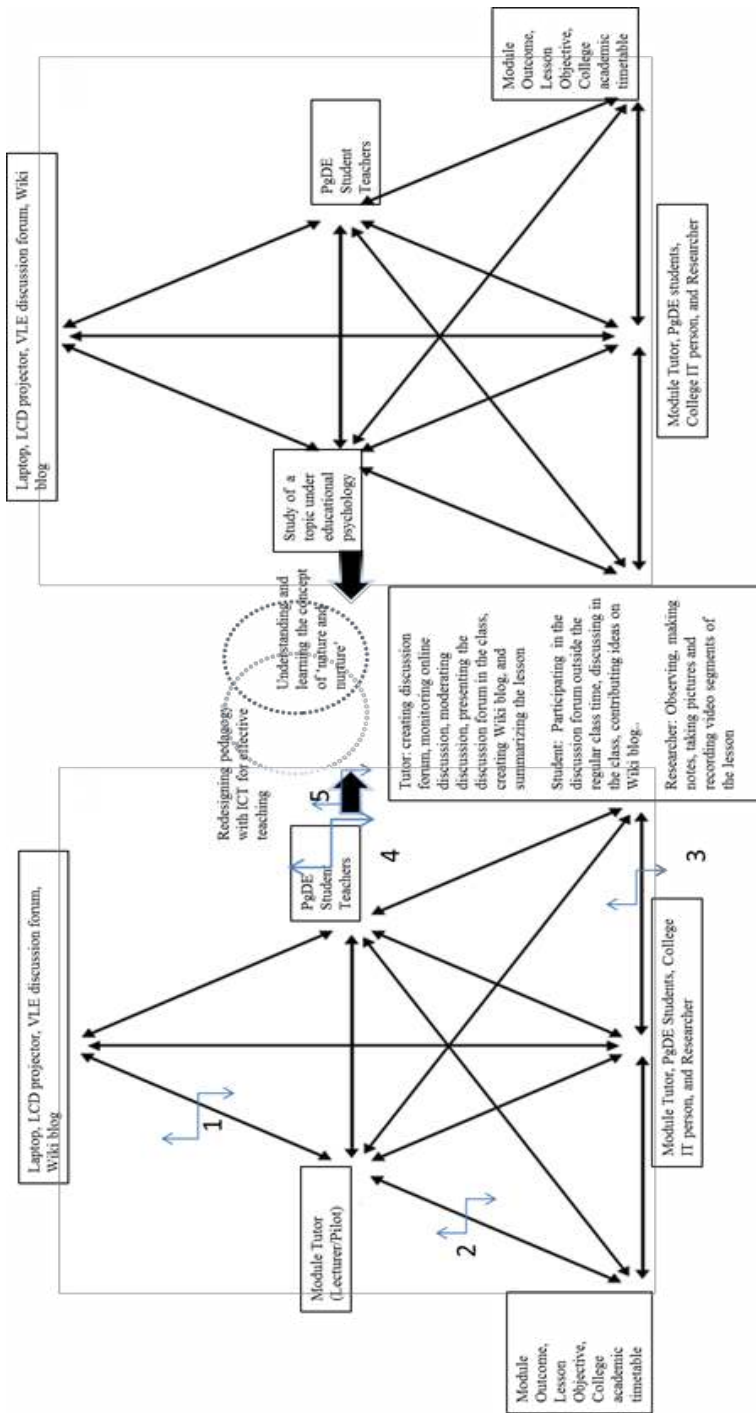 Laptop, LCD projector, VLE discussion forum,
Wiki blog
Module Tutor
(Lecturer/Pilot)
PgDE
Student
Teachers
Module
Outcome,
Lesson
Objective,
College
academic
timetable
Module Tutor, PgDE Students, College
IT person, and Researcher
1
2
3
4
5
Redesigning pedagogy
with ICT for effective
teaching
Understanding and
learning the concept
of ‘nature and
nurture’
Tutor: creating discussion
forum, monitoring online
discussion, moderating
discussion, presenting the
discussion forum in the class,
creating Wiki blog, and
summarizing the lesson
Student: Participating in the
discussion forum outside the
regular class time, discussing in
the class, contributing ideas on
Wiki blog..
Researcher: Observing, making
notes, taking pictures and
recording video segments of
the lesson
Laptop, LCD projector, VLE discussion forum, Wiki
blog
Study of a
topic under
educational
psychology
PgDE
Student
Teachers
Module Tutor, PgDE students,
College IT person, and Researcher
Module
Outcome,
Lesson
Objective,
College
academic
timetable